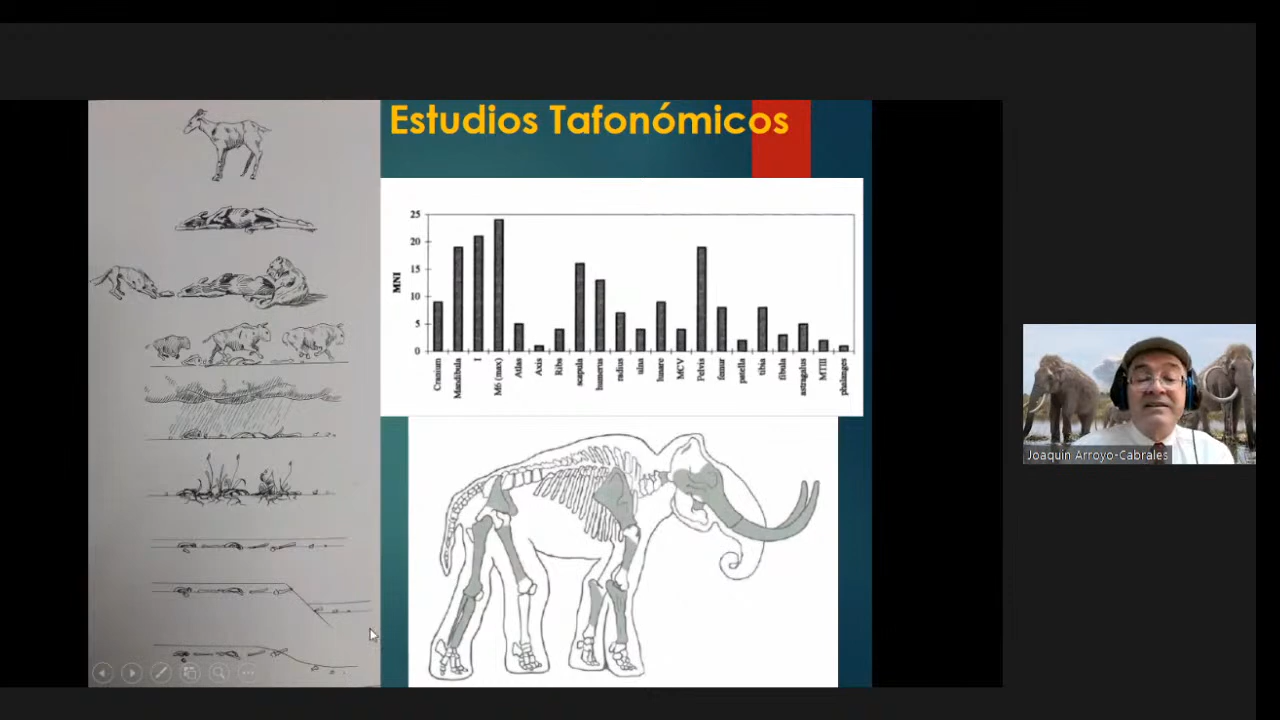 Estudios Tafonómicos
25
20
15
10
5
0
MNI
Cranium
Mandibula
I
M6 (max)
Atlas
Axis
Ribs
scapula
humerus
radius
ulna
lunare
MCV
Pelvis
femur
patella
tibia
fibula
astragalus
MTIII
phalanges
Joaquin Arroyo-Cabrales